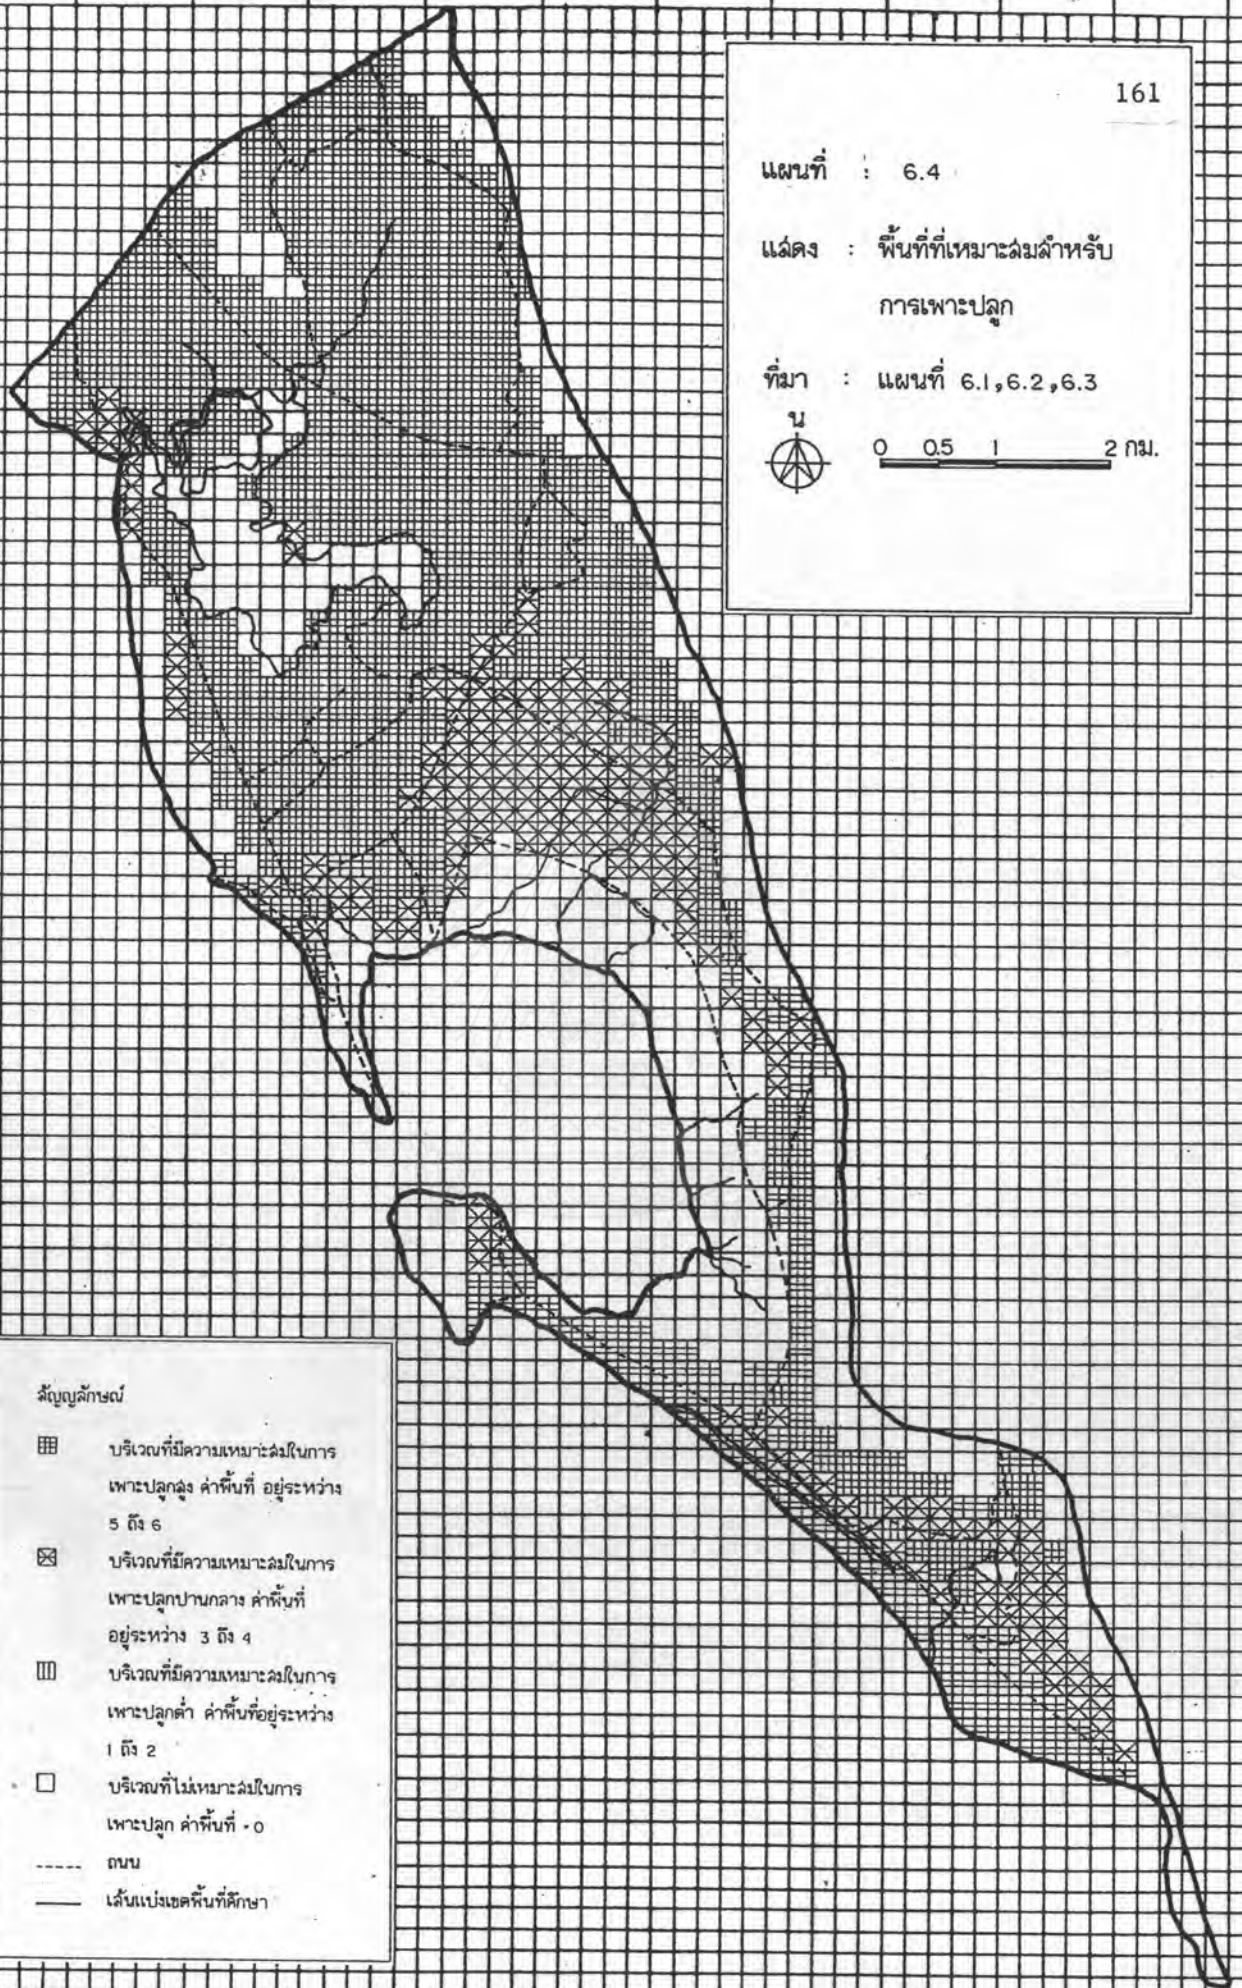 161
แผนที่ : 6.4
แสดง : พื้นที่ที่เหมาะสมสำหรับ
การเพาะปลูก
ที่มา : แผนที่ 6.1,6.2,6.3
น
0 0.5 1 2 กม.
สัญญลักษณ์
บริเวณที่มีความเหมาะสมในการ
เพาะปลูกสูง ค่าพื้นที่ อยู่ระหว่าง
5 ถึง 6
บริเวณที่มีความเหมาะสมในการ
เพาะปลูกปานกลาง ค่าพื้นที่
อยู่ระหว่าง 3 ถึง 4
บริเวณที่มีความเหมาะสมในการ
เพาะปลูกต่ำ ค่าพื้นที่อยู่ระหว่าง
1 ถึง 2
บริเวณที่ไม่เหมาะสมในการ
เพาะปลูก ค่าพื้นที่ - 0
ถนน
เส้นแบ่งเขตพื้นที่ศึกษา